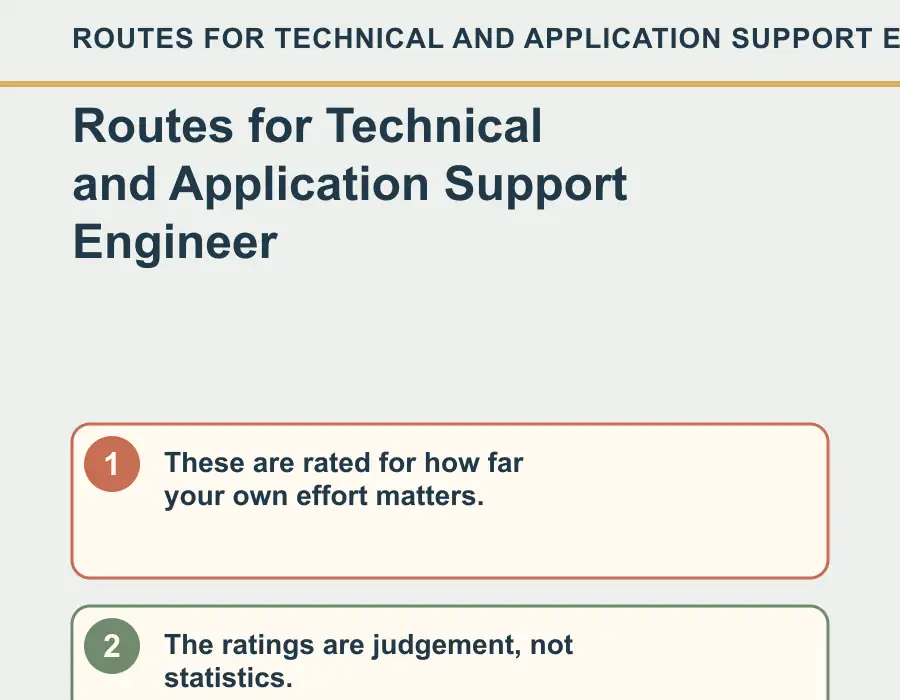 ROUTES FOR TECHNICAL AND APPLICATION SUPPORT E
Routes for Technical
and Application Support
Engineer
1
These are rated for how far
your own effort matters.
2
The ratings are judgement, not
statistics.